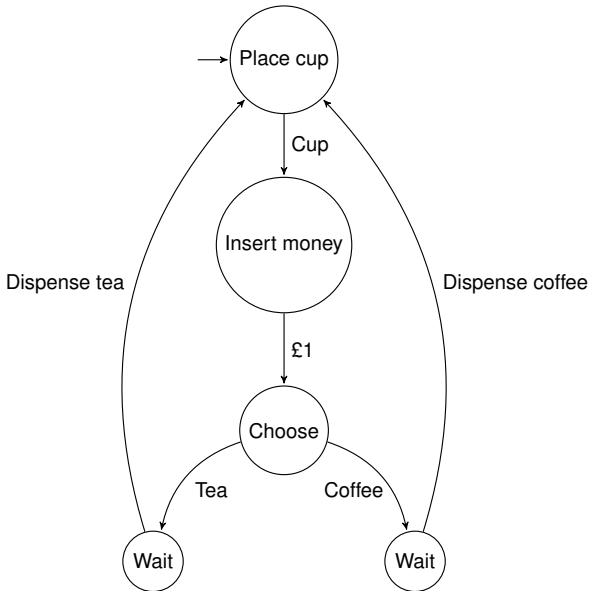 Place cup
Cup
Insert money
Dispense tea
Dispense coffee
£1
Choose
Tea
Coffee
Wait
Wait